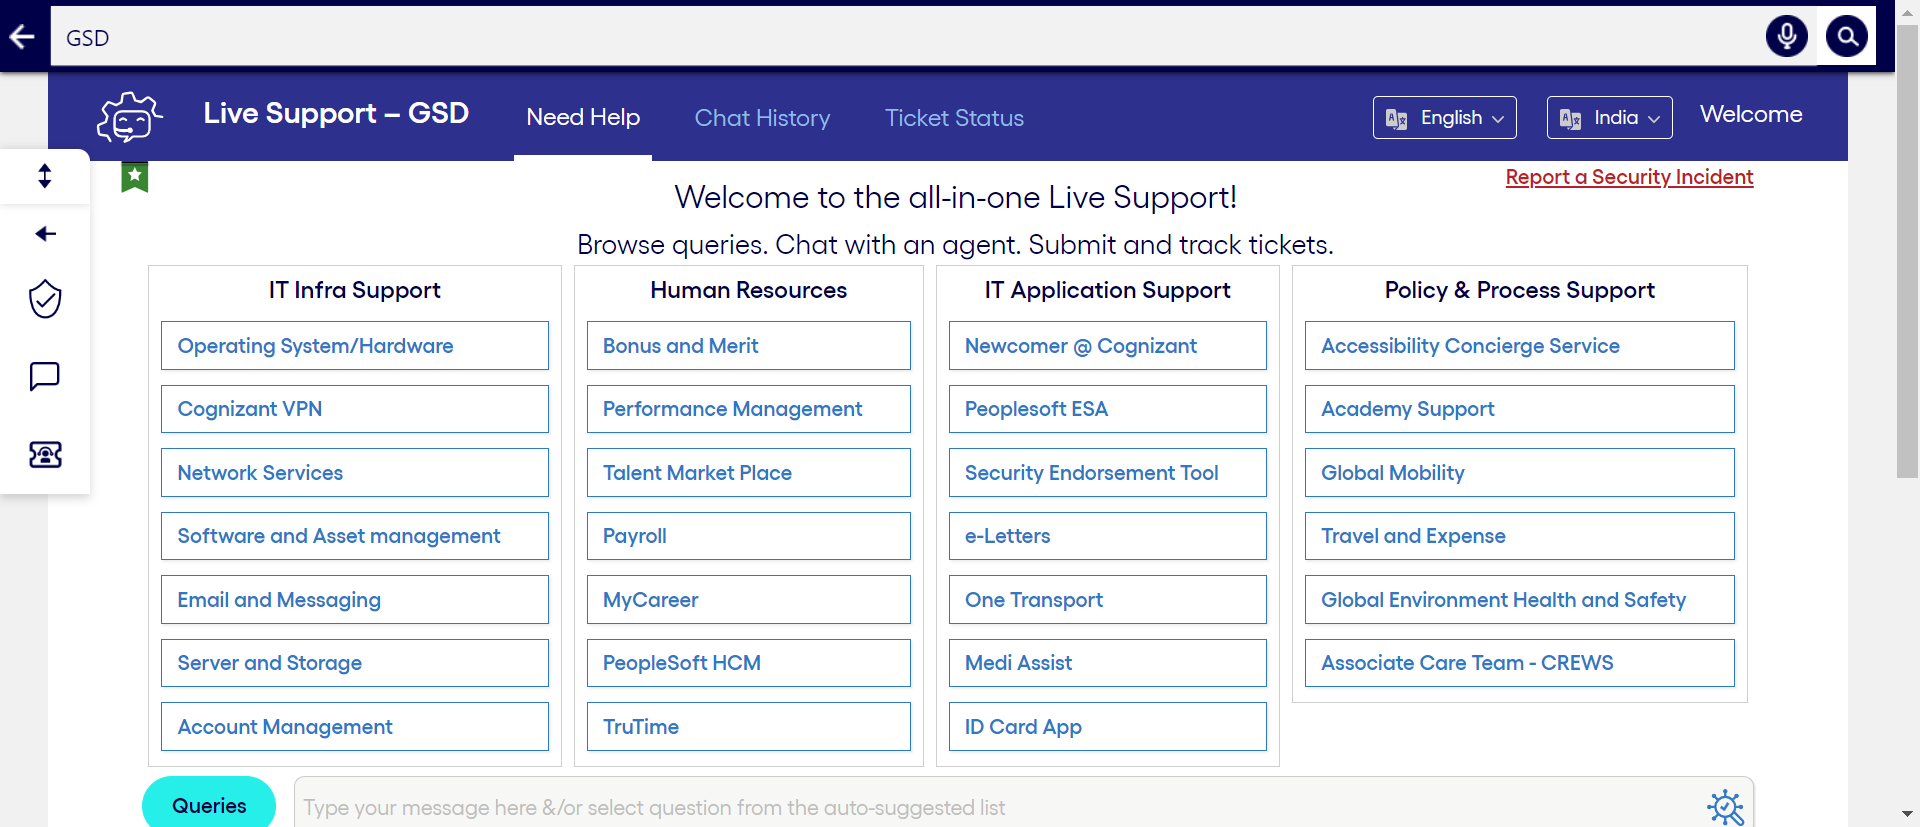 GSD
Live Support – GSD
Need Help
Chat History
Ticket Status
English
India
Welcome
Report a Security Incident
Welcome to the all-in-one Live Support!
Browse queries. Chat with an agent. Submit and track tickets.
IT Infra Support
Operating System/Hardware
Cognizant VPN
Network Services
Software and Asset management
Email and Messaging
Server and Storage
Account Management
Human Resources
Bonus and Merit
Performance Management
Talent Market Place
Payroll
MyCareer
PeopleSoft HCM
TruTime
IT Application Support
Newcomer @ Cognizant
Peoplesoft ESA
Security Endorsement Tool
e-Letters
One Transport
Medi Assist
ID Card App
Policy & Process Support
Accessibility Concierge Service
Academy Support
Global Mobility
Travel and Expense
Global Environment Health and Safety
Associate Care Team - CREWS
Queries
Type your message here &/or select question from the auto-suggested list